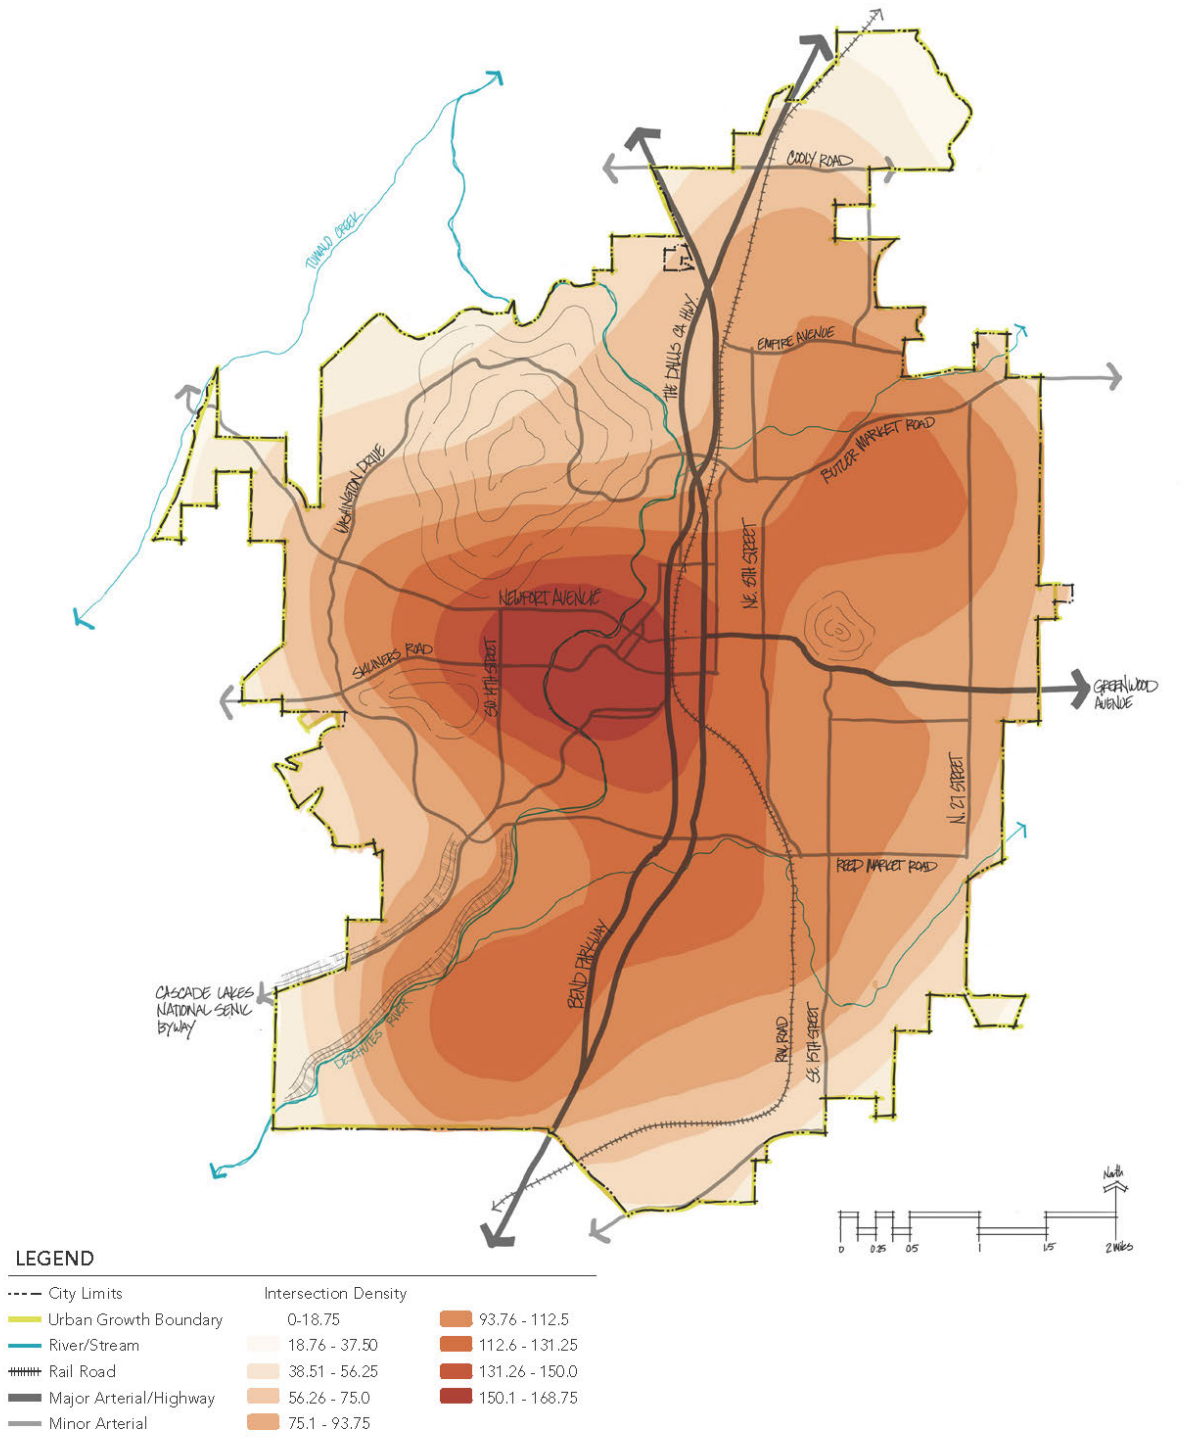 COOLY ROAD
TUMALO CREEK
THE DALLS CA HWY.
EMPIRE AVENUE
BUTLER MARKET ROAD
WASHINGTON DRIVE
NE. 8TH STREET
NEWPORT AVENUE
SKLINERS ROAD
SW 14TH STREET
GREENWOOD
AVENUE
N. 27 STREET
REED MARKET ROAD
BEND PARKWAY
CASCADE LAKES
NATIONAL SENIC
BYWAY
DESCHUTES RIVER
RAIL ROAD
SE. 15TH STREET
North
0 0.25 0.5 1 1.5 2 Miles
LEGEND
City Limits
Urban Growth Boundary
River/Stream
Rail Road
Major Arterial/Highway
Minor Arterial
Intersection Density
0-18.75
18.76 - 37.50
38.51 - 56.25
56.26 - 75.0
75.1 - 93.75
93.76 - 112.5
112.6 - 131.25
131.26 - 150.0
150.1 - 168.75